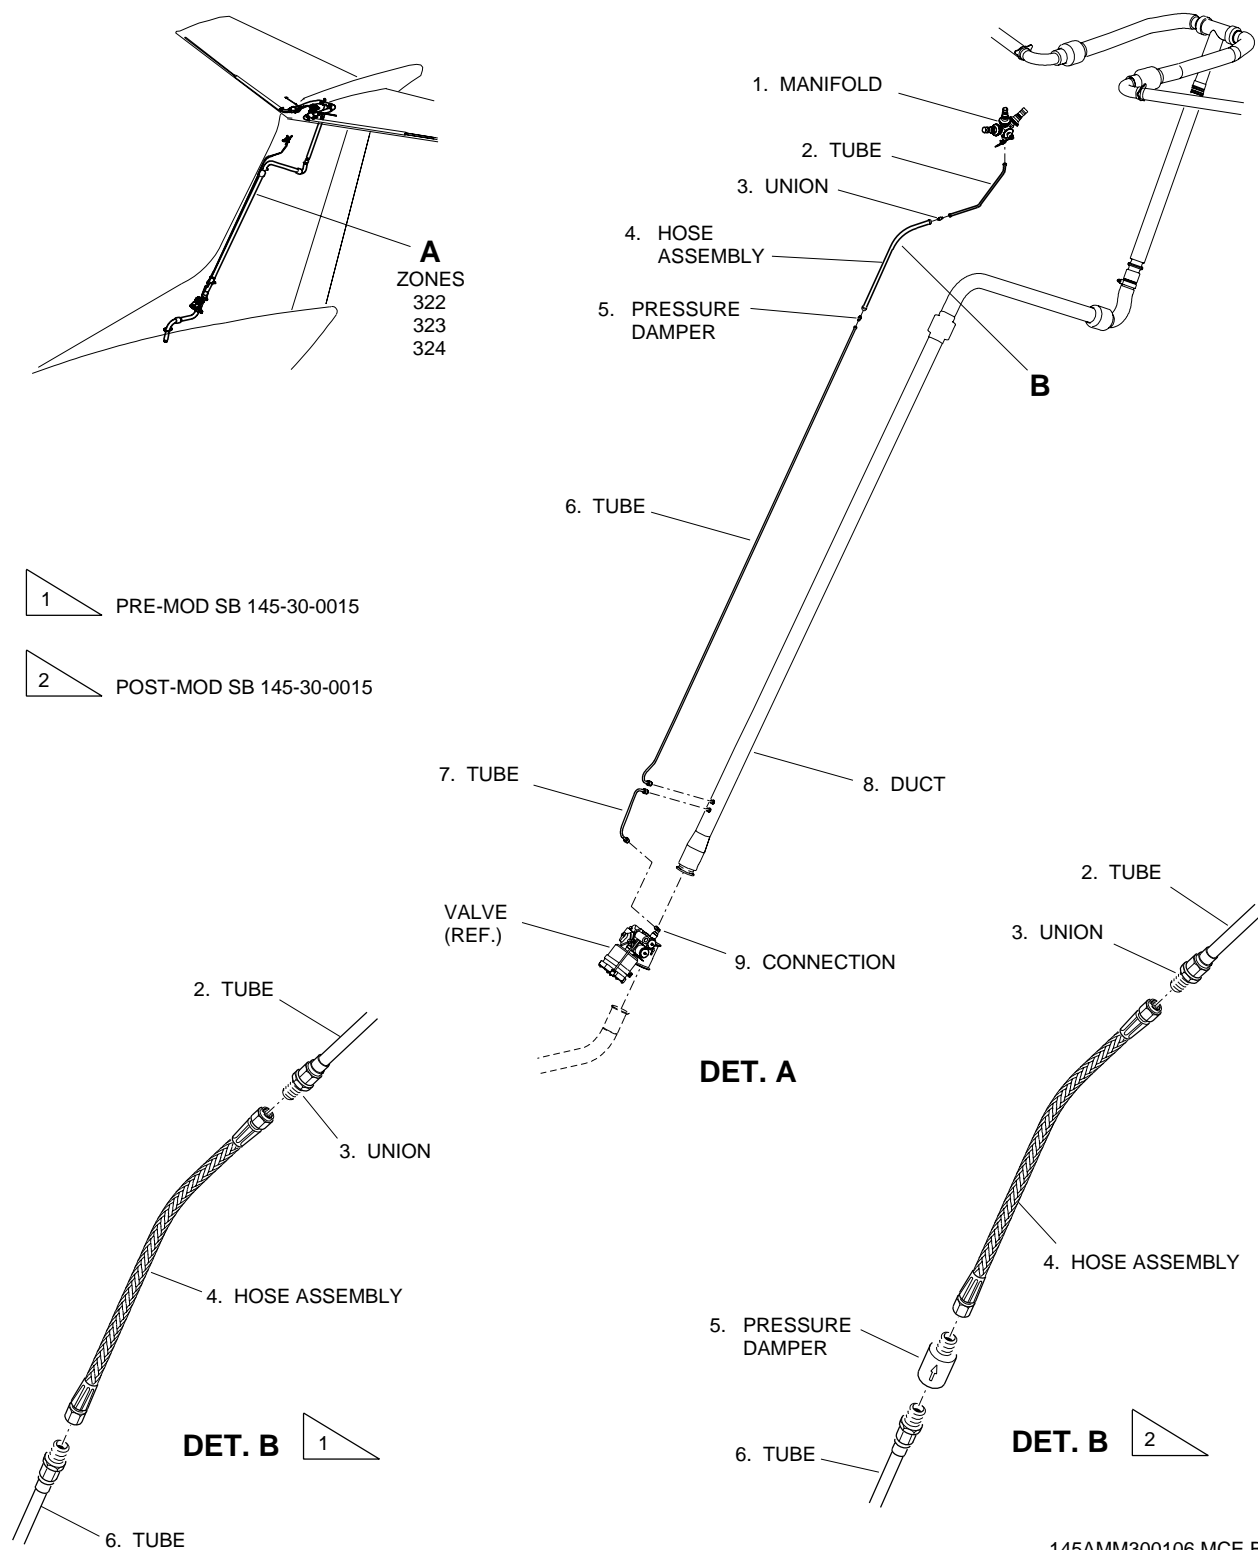 1. MANIFOLD
2. TUBE
3. UNION
4. HOSE
ASSEMBLY
5. PRESSURE
DAMPER
A
ZONES
322
323
324
B
6. TUBE
1 PRE-MOD SB 145-30-0015
2 POST-MOD SB 145-30-0015
7. TUBE
8. DUCT
VALVE
(REF.)
9. CONNECTION
DET. A
2. TUBE
3. UNION
4. HOSE ASSEMBLY
DET. B 1
6. TUBE
2. TUBE
3. UNION
4. HOSE ASSEMBLY
5. PRESSURE
DAMPER
6. TUBE
DET. B 2
145AMM300106.MCE